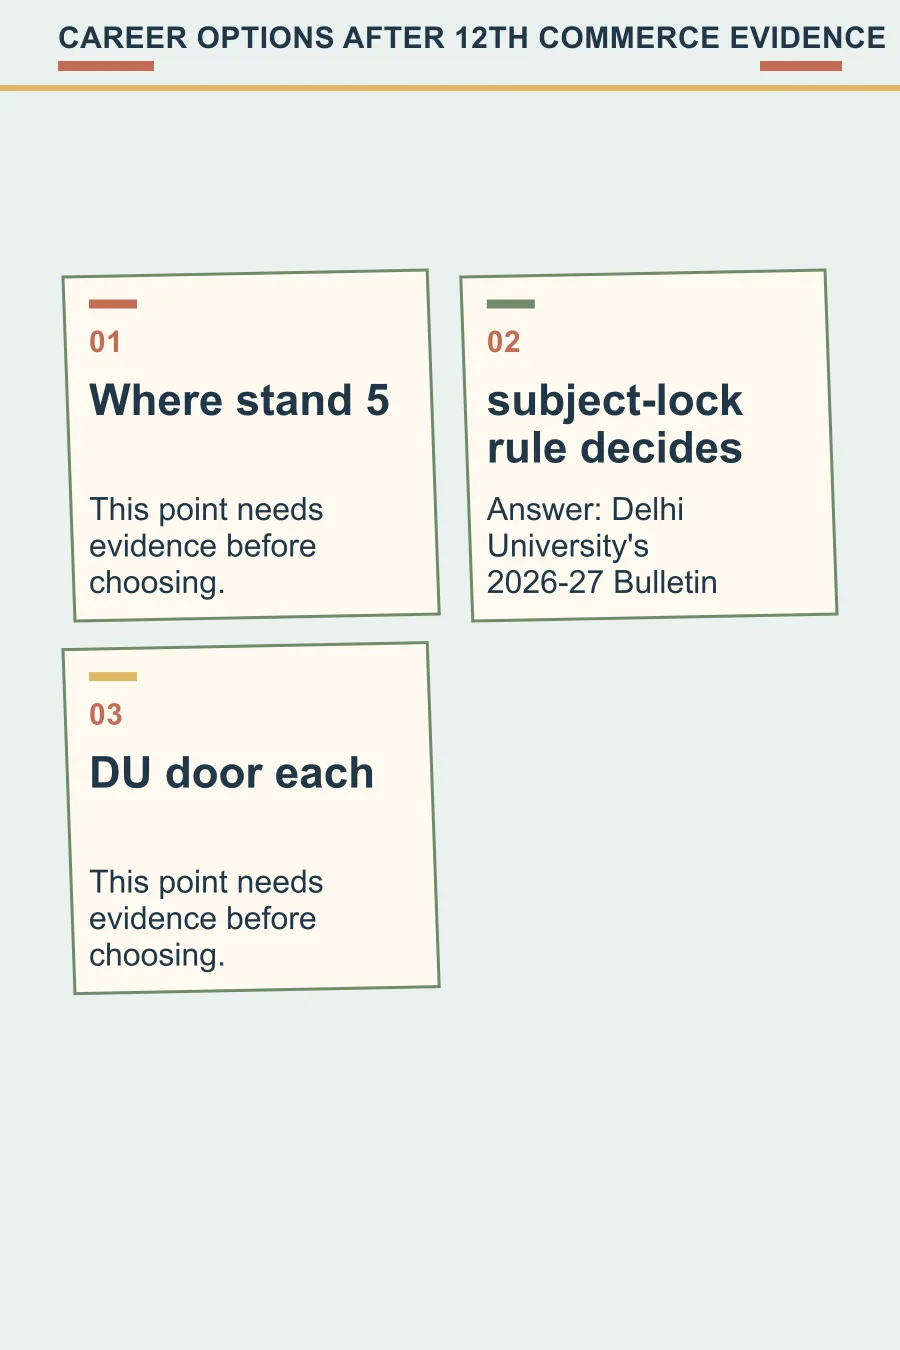 CAREER OPTIONS AFTER 12TH COMMERCE EVIDENCE
01
Where stand 5
This point needs
evidence before
choosing.
02
subject-lock
rule decides
Answer: Delhi
University's
2026-27 Bulletin
03
DU door each
This point needs
evidence before
choosing.